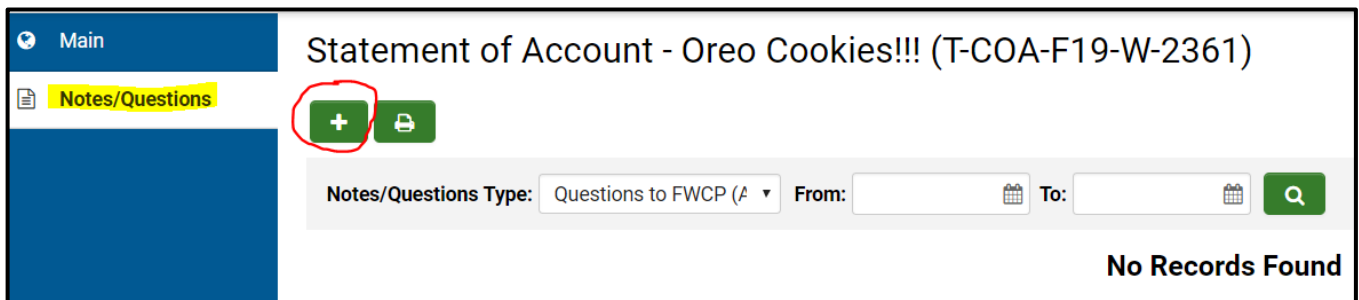 Main
Statement of Account - Oreo Cookies!!! (T-COA-F19-W-2361)
Notes/Questions
Notes/Questions Type: Questions to FWCP (A From: To:
No Records Found